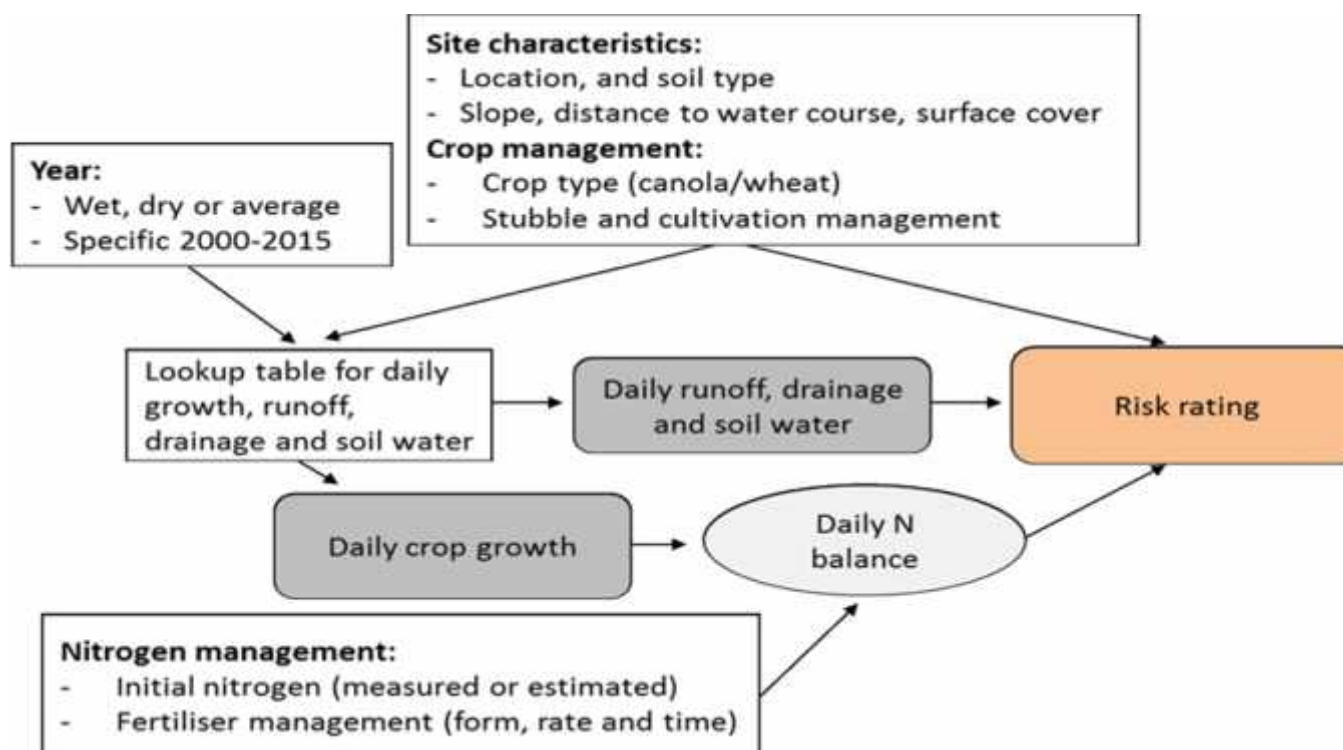 Site characteristics:
- Location, and soil type
- Slope, distance to water course, surface cover
Crop management:
- Crop type (canola/wheat)
- Stubble and cultivation management
Year:
- Wet, dry or average
- Specific 2000-2015
Lookup table for daily
growth, runoff,
drainage and soil water
Daily runoff, drainage
and soil water
Risk rating
Daily crop growth
Daily N
balance
Nitrogen management:
- Initial nitrogen (measured or estimated)
- Fertiliser management (form, rate and time)